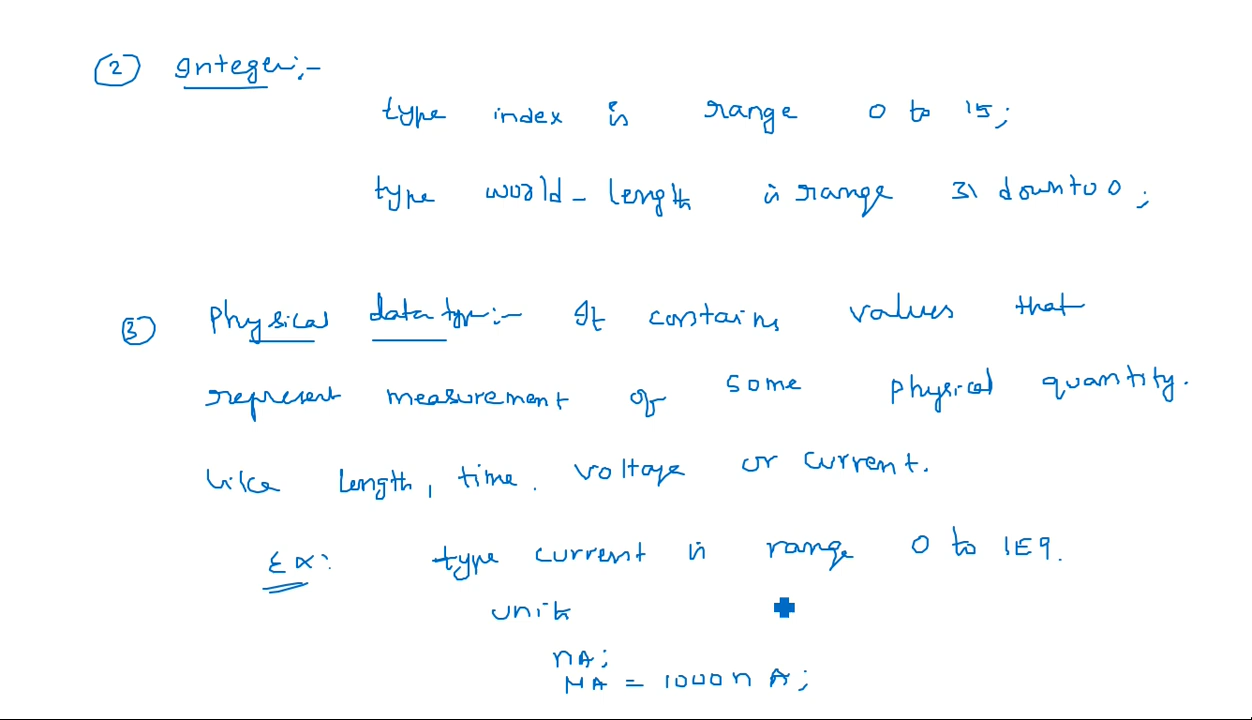 ② Integer:-
type index is range 0 to 15;
type world_length is range 31 downto 0;
③ Physical data type:- It contains values that
represent measurement of some physical quantity.
like length, time. voltage or current.
Ex: type current is range 0 to 1E9.
units
nA;
μA = 1000 nA;